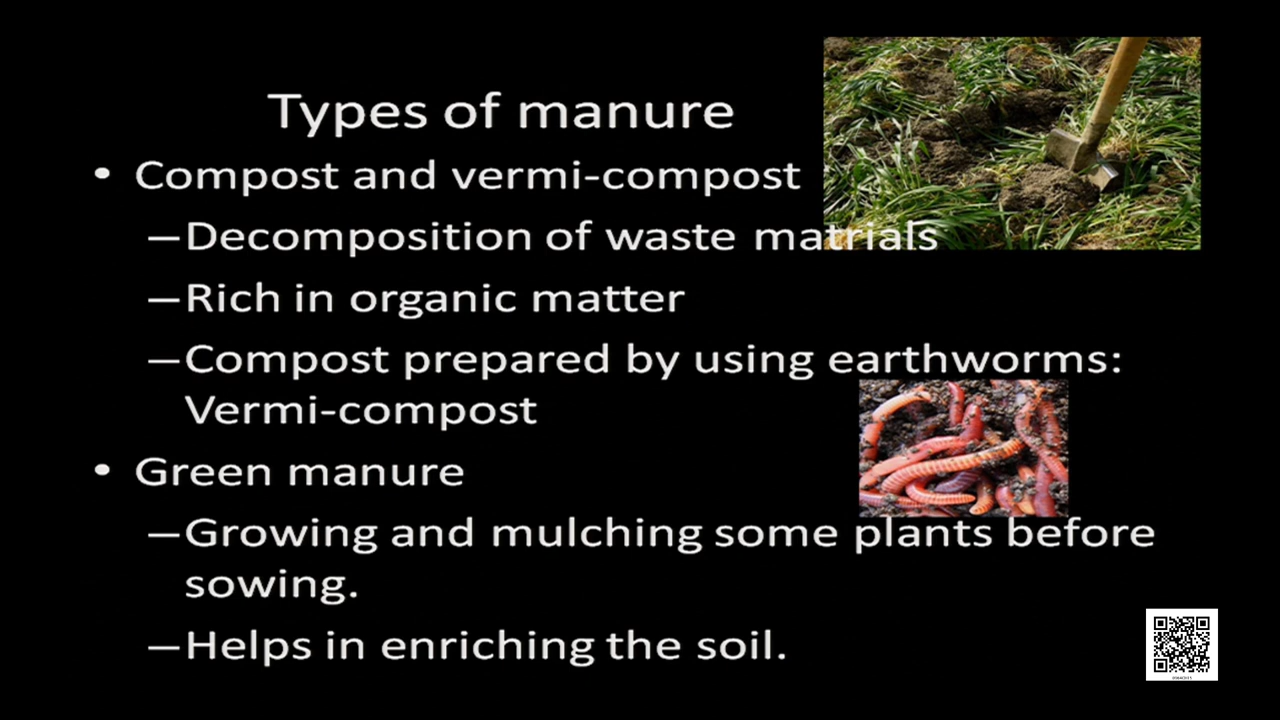 Types of manure
• Compost and vermi-compost
–Decomposition of waste matrials
–Rich in organic matter
–Compost prepared by using earthworms:
Vermi-compost
• Green manure
–Growing and mulching some plants before
sowing.
–Helps in enriching the soil.